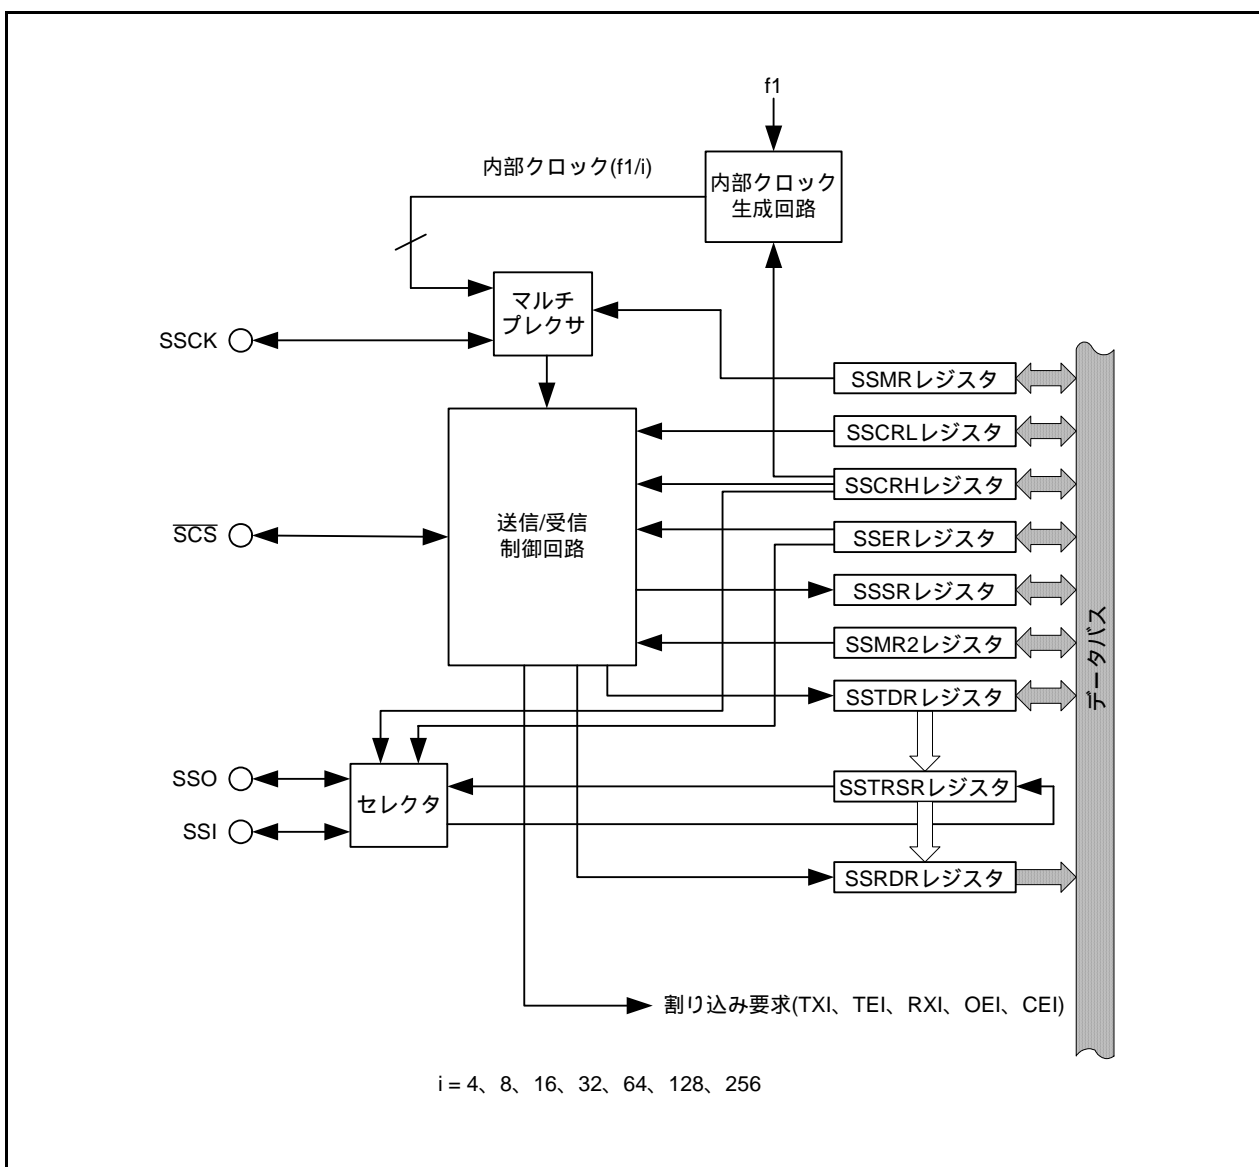 f1
内部クロック(f1/i)
内部クロック
生成回路
マルチ
プレクサ
SSCK
SSMRレジスタ
SSCRLレジスタ
SSCRHレジスタ
SCS
送信/受信
制御回路
SSERレジスタ
SSSRレジスタ
SSMR2レジスタ
データバス
SSTDRレジスタ
SSO
SSTRSRレジスタ
セレクタ
SSI
SSRDRレジスタ
割り込み要求(TXI、TEI、RXI、OEI、CEI)
i = 4、8、16、32、64、128、256